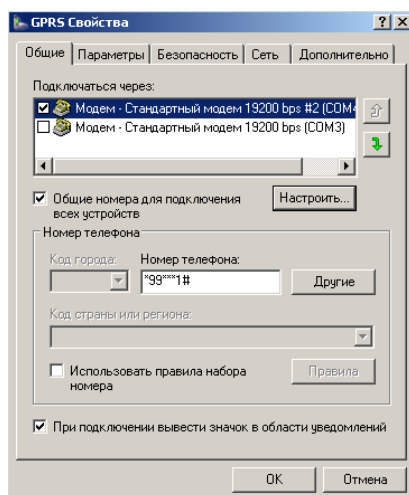 GPRS Свойства
Общие Параметры Безопасность Сеть Дополнительно
Подключаться через:
Модем - Стандартный модем 19200 bps #2 (COM4
Модем - Стандартный модем 19200 bps (COM3)
Общие номера для подключения всех устройств
Настроить...
Номер телефона
Код города: Номер телефона:
*99***1# Другие
Код страны или региона:
Использовать правила набора номера
Правила
При подключении вывести значок в области уведомлений
OK Отмена